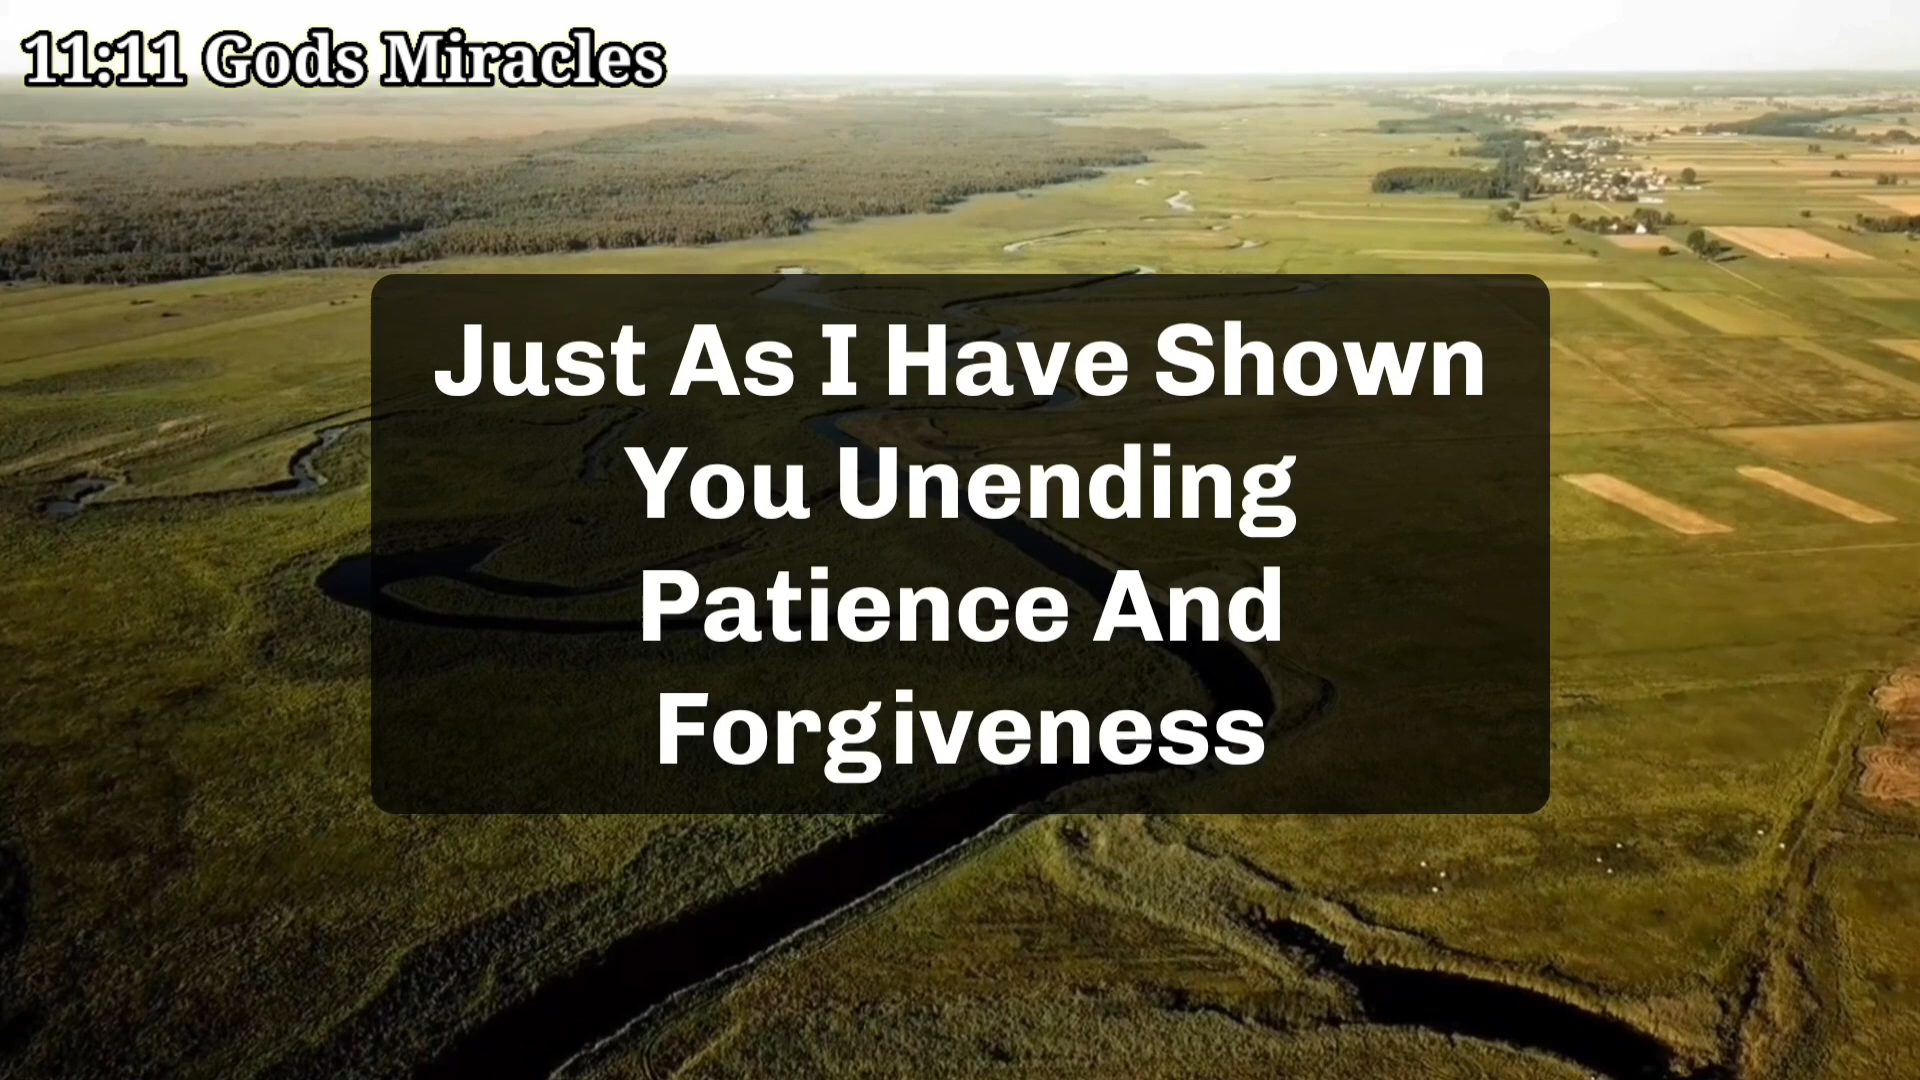 11:11 Gods Miracles
Just As I Have Shown
You Unending
Patience And
Forgiveness